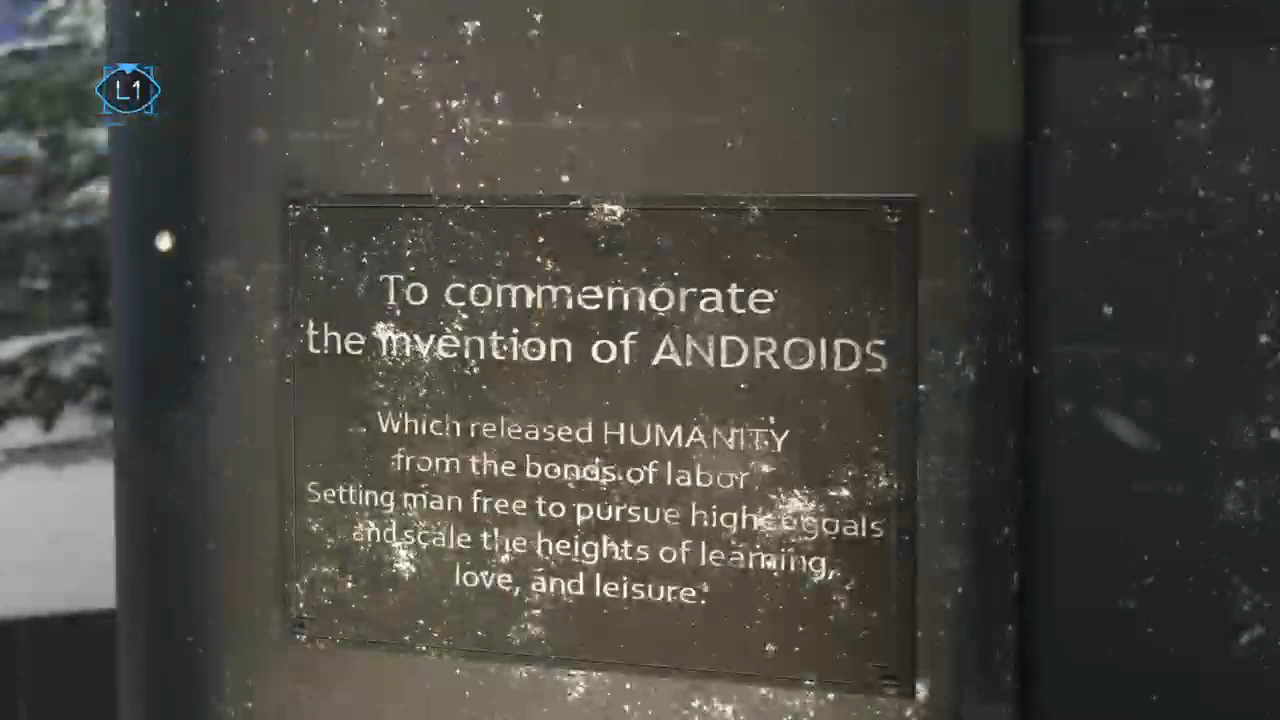 L1
To commemorate
the invention of ANDROIDS
Which released HUMANITY
from the bonds of labor
Setting man free to pursue higher goals
and scale the heights of learning,
love, and leisure.